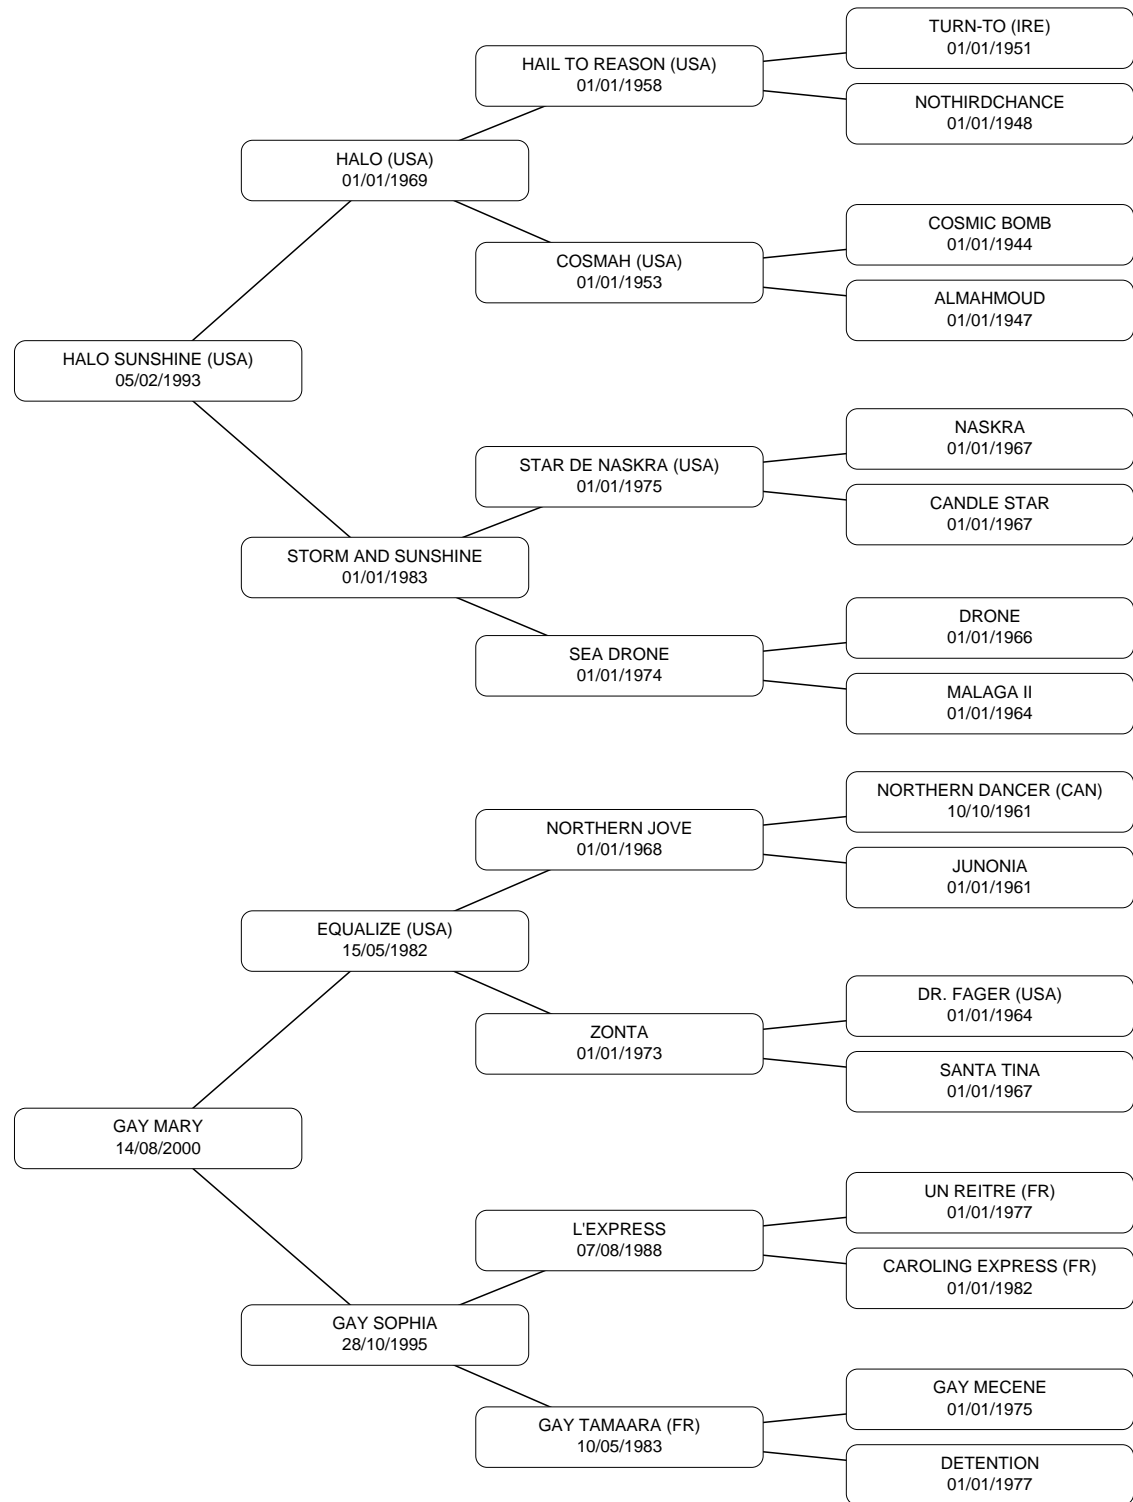 TURN-TO (IRE)
01/01/1951
HAIL TO REASON (USA)
01/01/1958
NOTHIRDCHANCE
01/01/1948
HALO (USA)
01/01/1969
COSMIC BOMB
01/01/1944
COSMAH (USA)
01/01/1953
ALMAHMOUD
01/01/1947
HALO SUNSHINE (USA)
05/02/1993
NASKRA
01/01/1967
STAR DE NASKRA (USA)
01/01/1975
CANDLE STAR
01/01/1967
STORM AND SUNSHINE
01/01/1983
DRONE
01/01/1966
SEA DRONE
01/01/1974
MALAGA II
01/01/1964
NORTHERN DANCER (CAN)
10/10/1961
NORTHERN JOVE
01/01/1968
JUNONIA
01/01/1961
EQUALIZE (USA)
15/05/1982
DR. FAGER (USA)
01/01/1964
ZONTA
01/01/1973
SANTA TINA
01/01/1967
GAY MARY
14/08/2000
UN REITRE (FR)
01/01/1977
L'EXPRESS
07/08/1988
CAROLING EXPRESS (FR)
01/01/1982
GAY SOPHIA
28/10/1995
GAY MECENE
01/01/1975
GAY TAMAARA (FR)
10/05/1983
DETENTION
01/01/1977